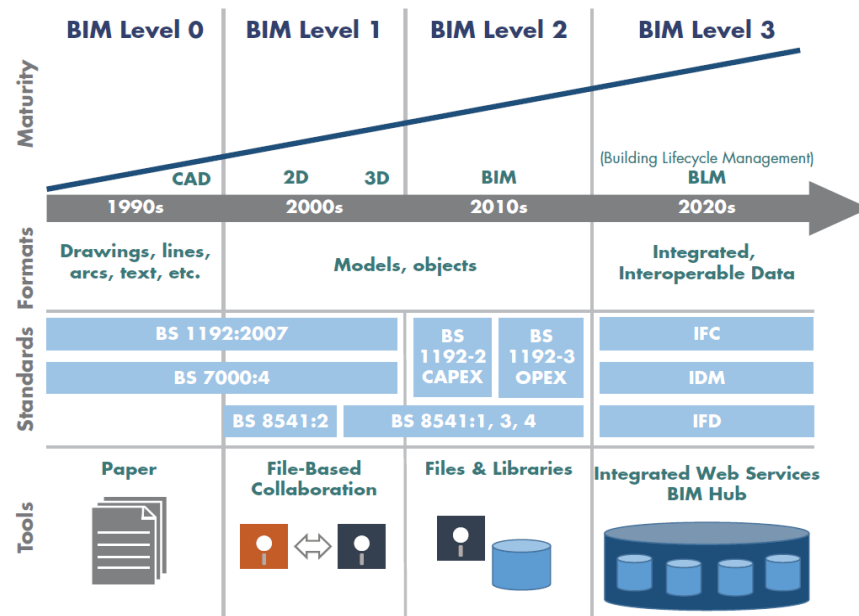 BIM Level 0
BIM Level 1
BIM Level 2
BIM Level 3
Maturity
(Building Lifecycle Management)
CAD
2D
3D
BIM
BLM
1990s
2000s
2010s
2020s
Formats
Drawings, lines,
arcs, text, etc.
Models, objects
Integrated,
Interoperable Data
Standards
BS 1192:2007
BS
1192-2
CAPEX
BS
1192-3
OPEX
IFC
BS 7000:4
IDM
BS 8541:2
BS 8541:1, 3, 4
IFD
Tools
Paper
File-Based
Collaboration
Files & Libraries
Integrated Web Services
BIM Hub